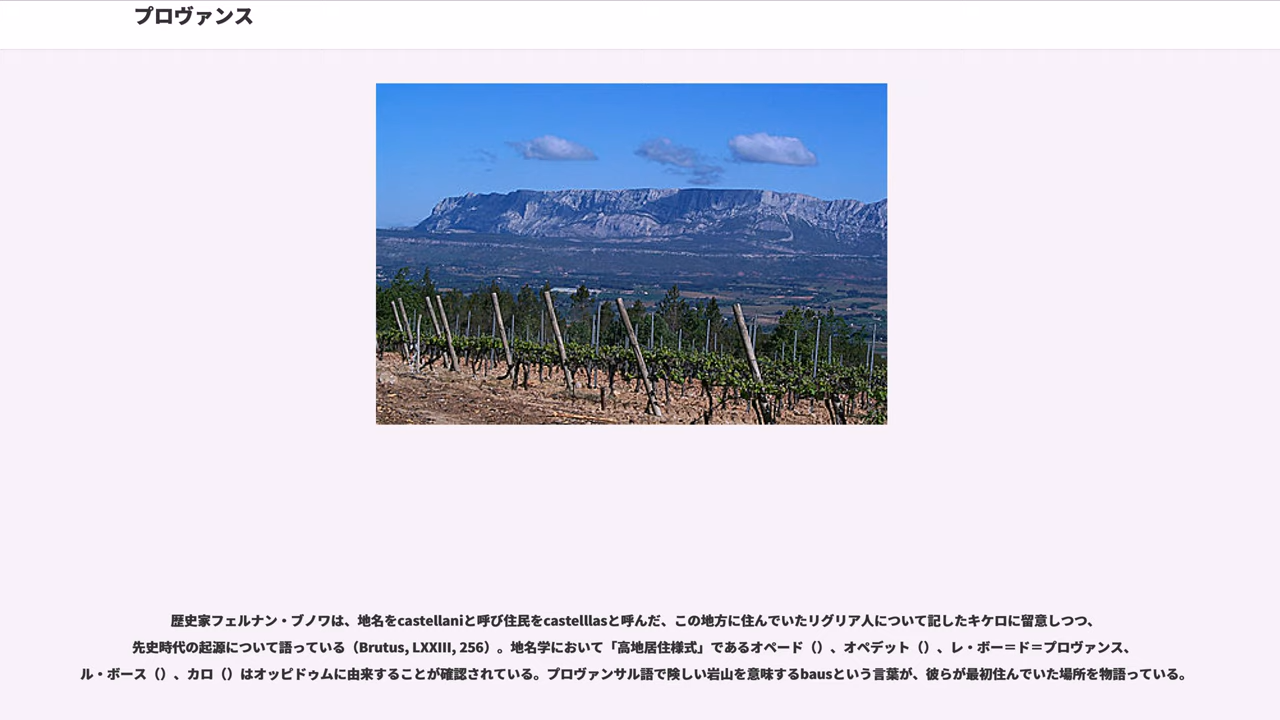 プロヴァンス
歴史家フェルナン・ブノワは、地名をcastellaniと呼び住民をcastelllasと呼んだ、この地方に住んでいたリグリア人について記したキケロに留意しつつ、
先史時代の起源について語っている（Brutus, LXXIII, 256）。地名学において「高地居住様式」であるオペード（）、オペデット（）、レ・ボー＝ド＝プロヴァンス、
ル・ボース（）、カロ（）はオッピドゥムに由来することが確認されている。プロヴァンサル語で険しい岩山を意味するbausという言葉が、彼らが最初住んでいた場所を物語っている。